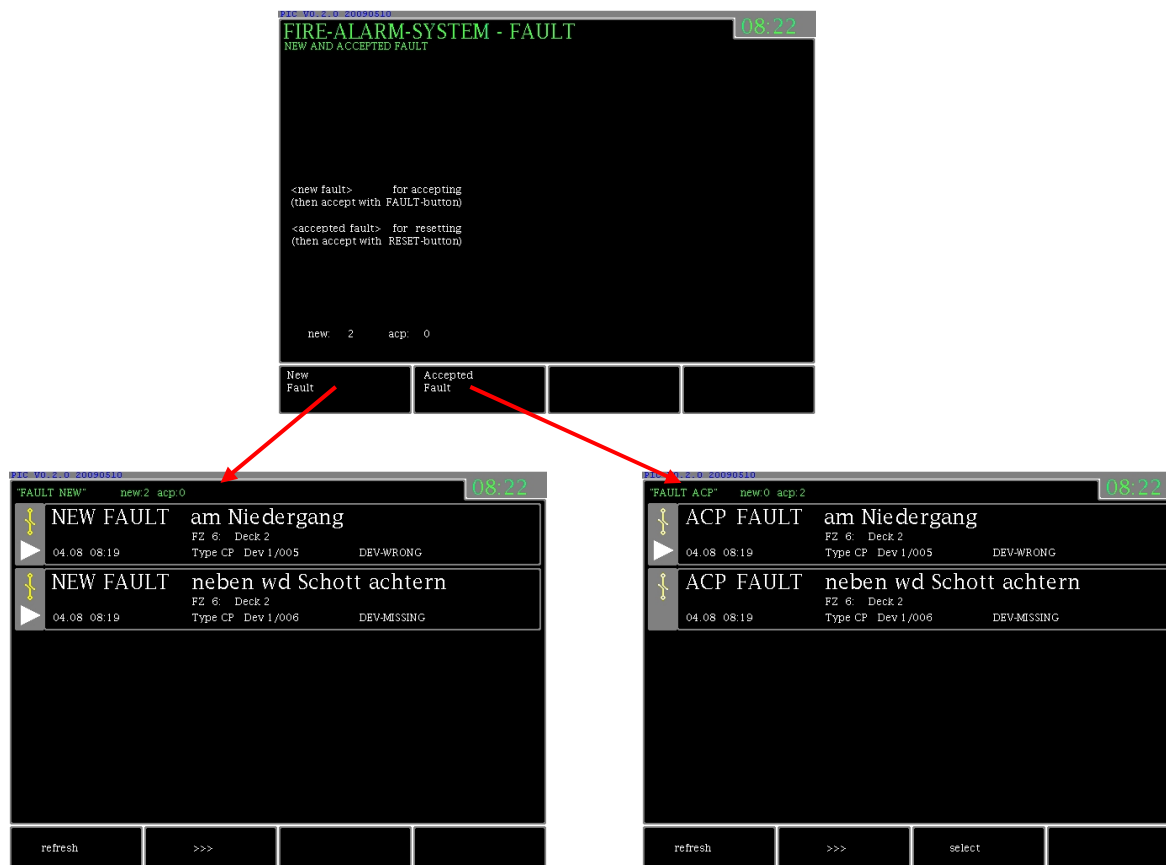 PIC V0.2.0 20090510
08:22
FIRE-ALARM-SYSTEM - FAULT
NEW AND ACCEPTED FAULT
<new fault> for accepting
(then accept with FAULT-button)
<accepted fault> for resetting
(then accept with RESET-button)
new: 2 acp: 0
New
Fault
Accepted
Fault
PIC V0.2.0 20090510
"FAULT NEW" new:2 acp:0
08:22
NEW FAULT am Niedergang
FZ 6: Deck 2
04.08 08:19 Type CP Dev 1/005 DEV-WRONG
NEW FAULT neben wd Schott achtern
FZ 6: Deck 2
04.08 08:19 Type CP Dev 1/006 DEV-MISSING
refresh >>>
PIC V0.2.0 20090510
"FAULT ACP" new:0 acp:2
08:22
ACP FAULT am Niedergang
FZ 6: Deck 2
04.08 08:19 Type CP Dev 1/005 DEV-WRONG
ACP FAULT neben wd Schott achtern
FZ 6: Deck 2
04.08 08:19 Type CP Dev 1/006 DEV-MISSING
refresh >>> select